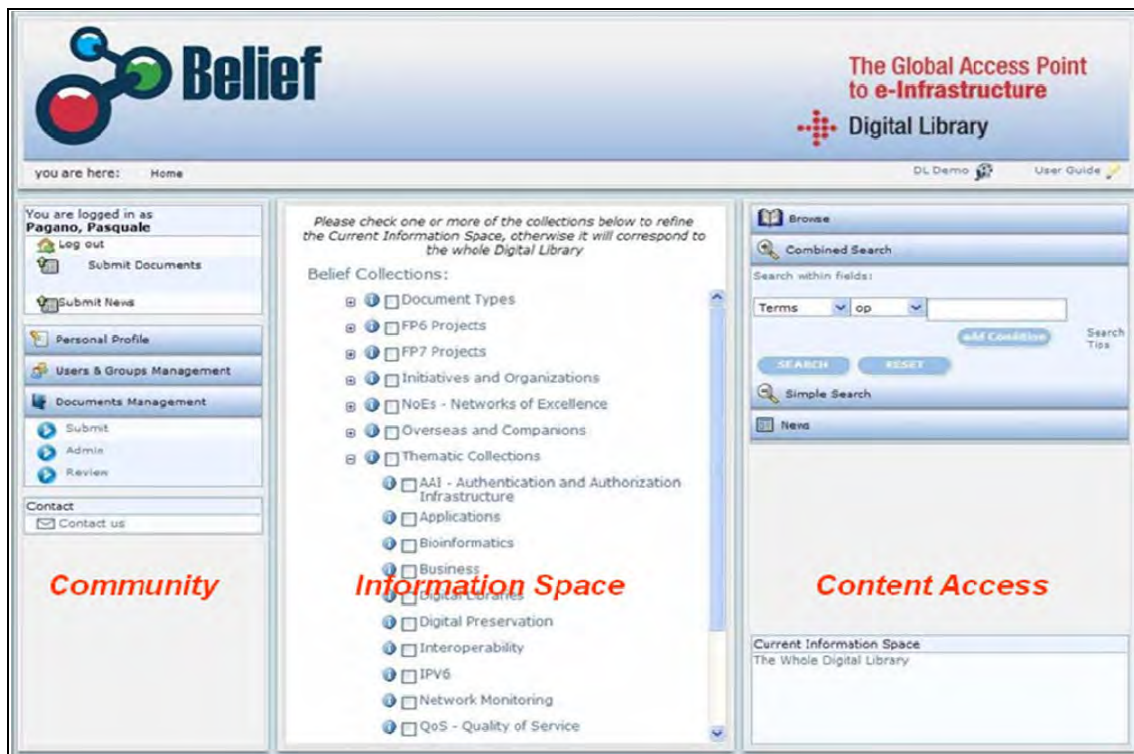 Belief
The Global Access Point
to e-Infrastructure
Digital Library
you are here: Home
DL Demo
User Guide
You are logged in as
Pagano, Pasquale
Log out
Submit Documents
Submit News
Personal Profile
Users & Groups Management
Documents Management
Submit
Admin
Review
Contact
Contact us
Community
Please check one or more of the collections below to refine
the Current Information Space, otherwise it will correspond to
the whole Digital Library
Belief Collections:
Document Types
FP6 Projects
FP7 Projects
Initiatives and Organizations
NoEs - Networks of Excellence
Overseas and Companions
Thematic Collections
AAI - Authentication and Authorization
Infrastructure
Applications
Bioinformatics
Business
Information Space
Digital Libraries
Digital Preservation
Interoperability
IPV6
Network Monitoring
QoS - Quality of Service
Browse
Combined Search
Search within fields:
Terms op
add Condition
Search
Tips
SEARCH RESET
Simple Search
News
Content Access
Current Information Space
The Whole Digital Library